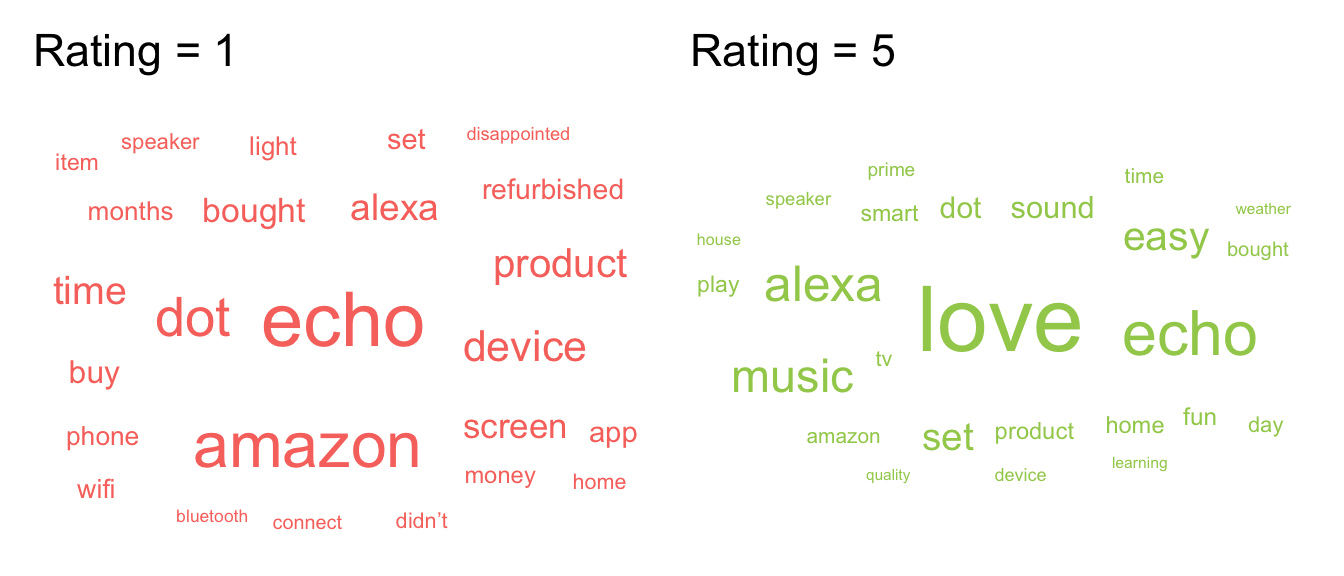 Rating = 1
speaker light set disappointed
item
refurbished
months bought alexa
product
time
dot echo
device
buy
screen app
phone
amazon
money home
wifi
bluetooth connect didn’t
Rating = 5
prime time
speaker smart dot sound weather
house easy bought
play alexa
love echo
music tv
amazon set product home fun day
quality device learning